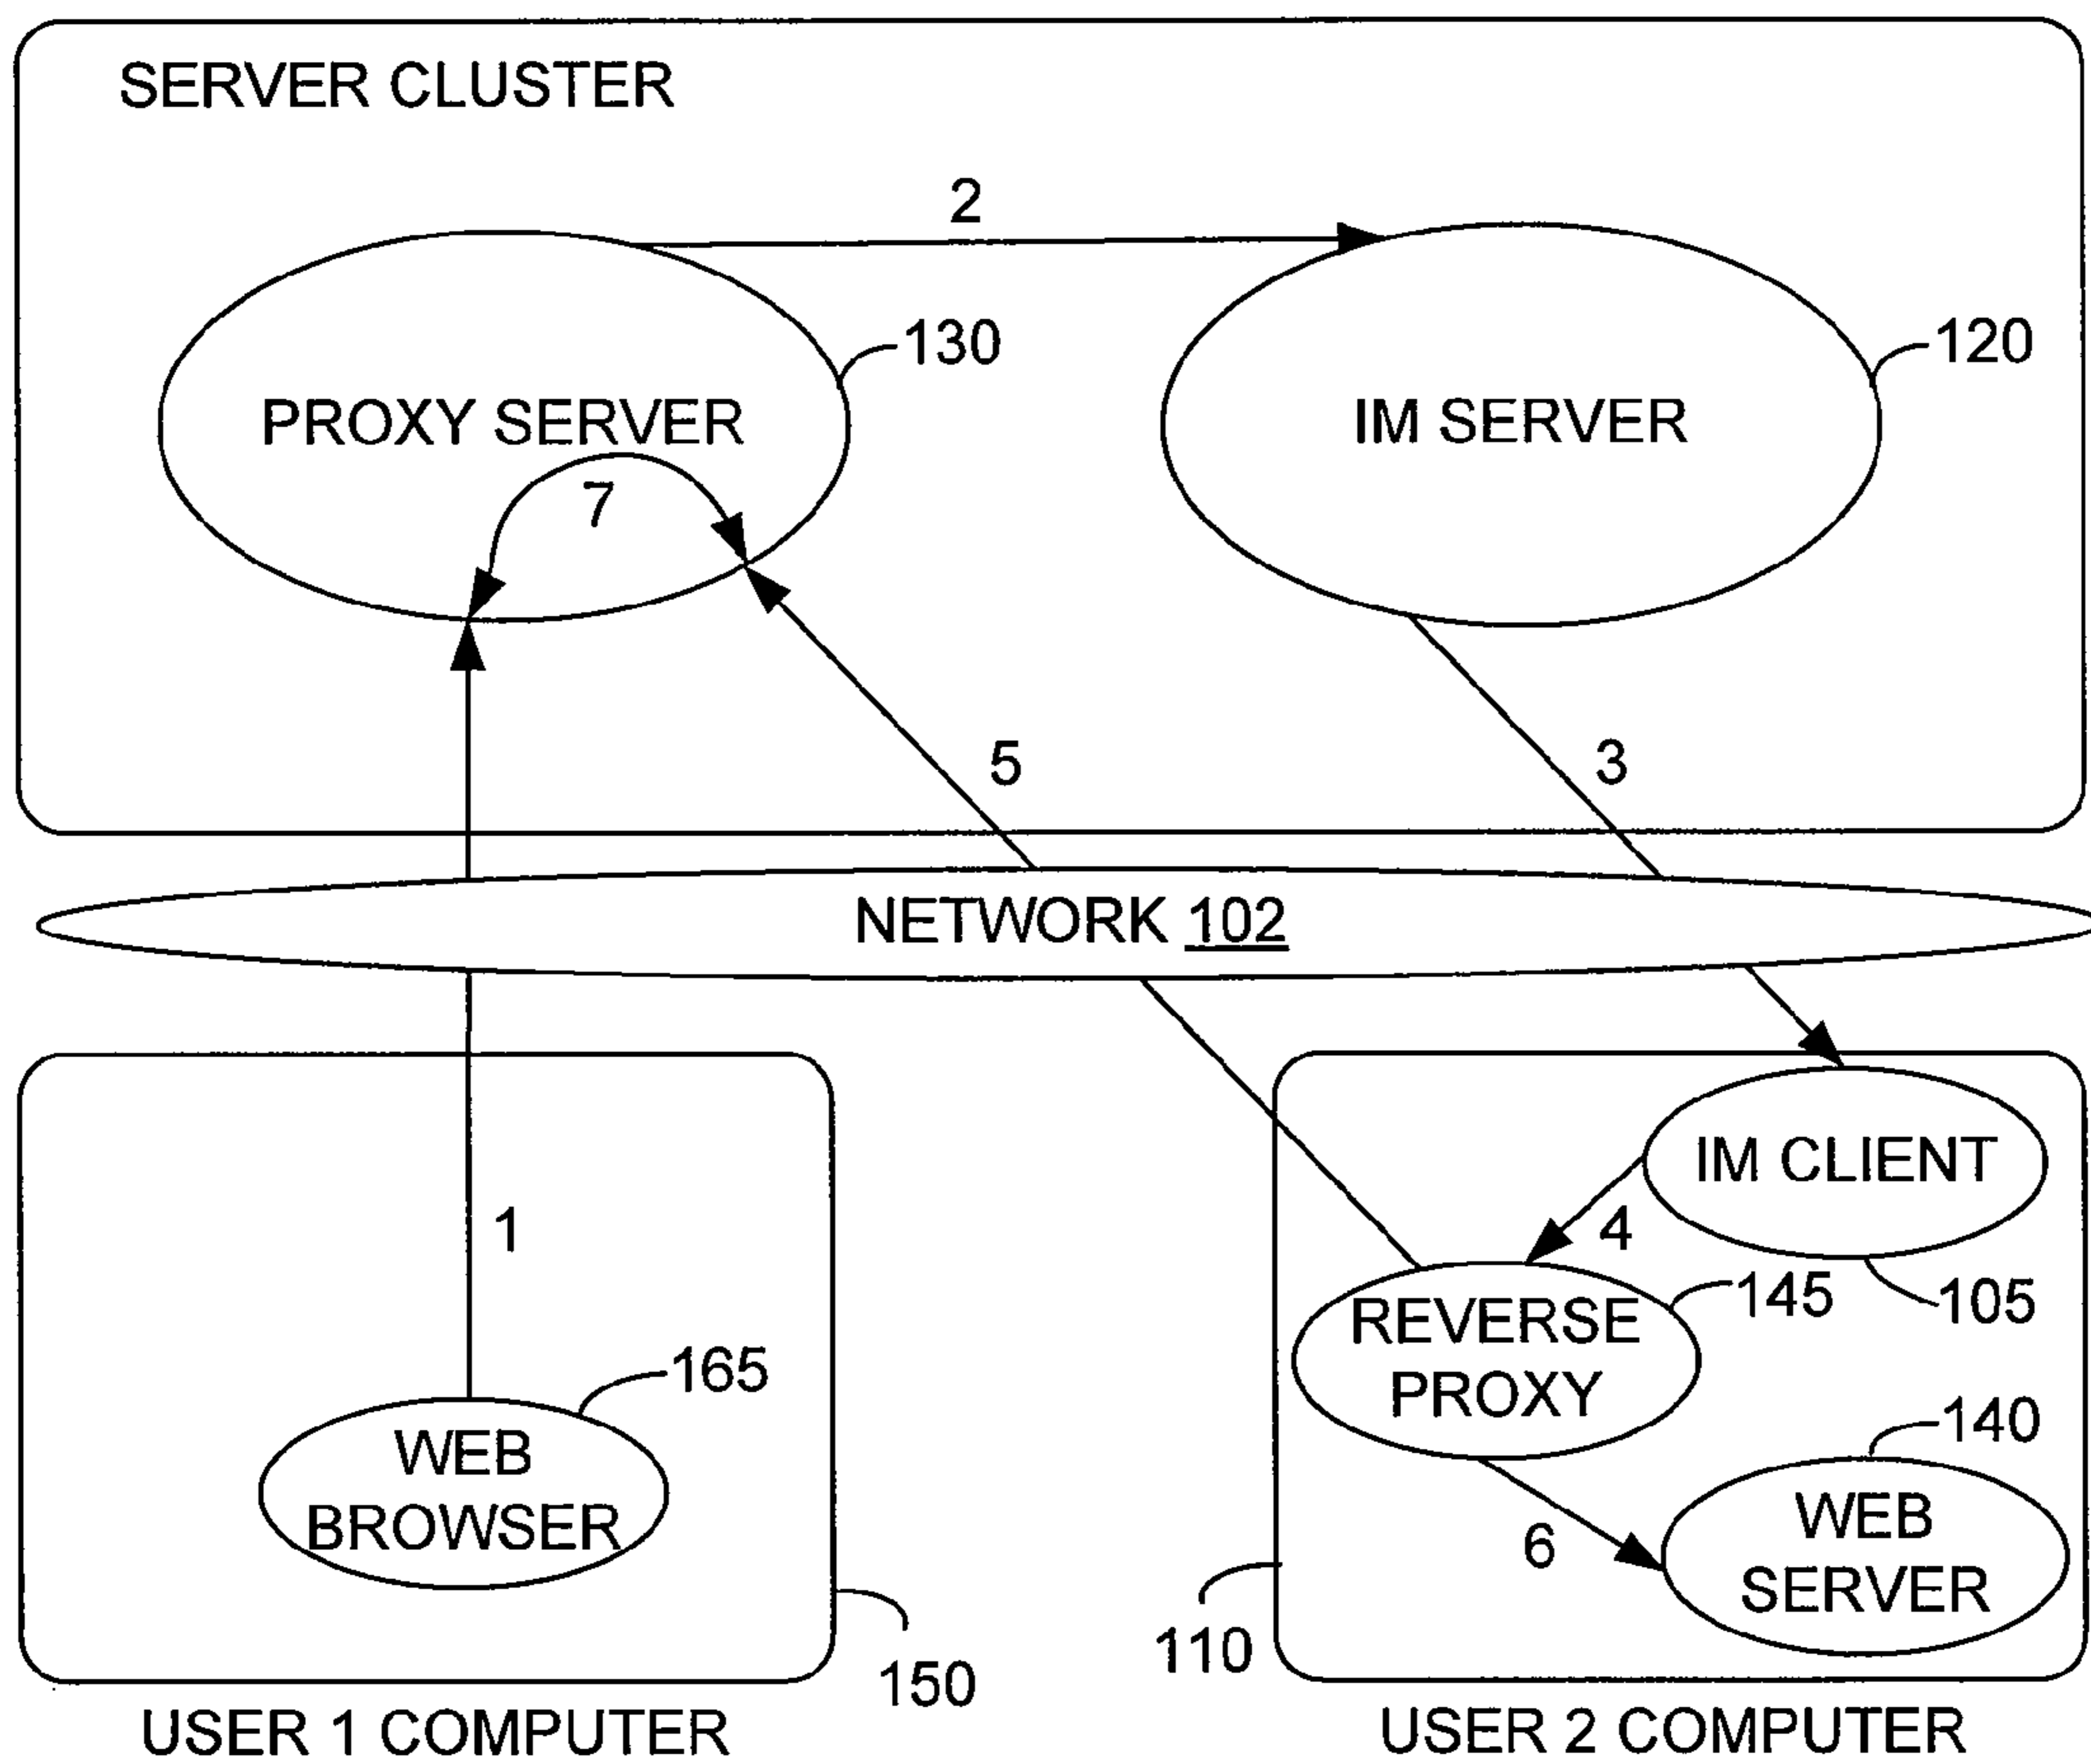 SERVER CLUSTER
2
130
120
PROXY SERVER
IM SERVER
7
5
3
NETWORK 102
1
IM CLIENT
4
145
105
REVERSE
PROXY
165
140
WEB
BROWSER
WEB
SERVER
6
110
150
USER 1 COMPUTER
USER 2 COMPUTER